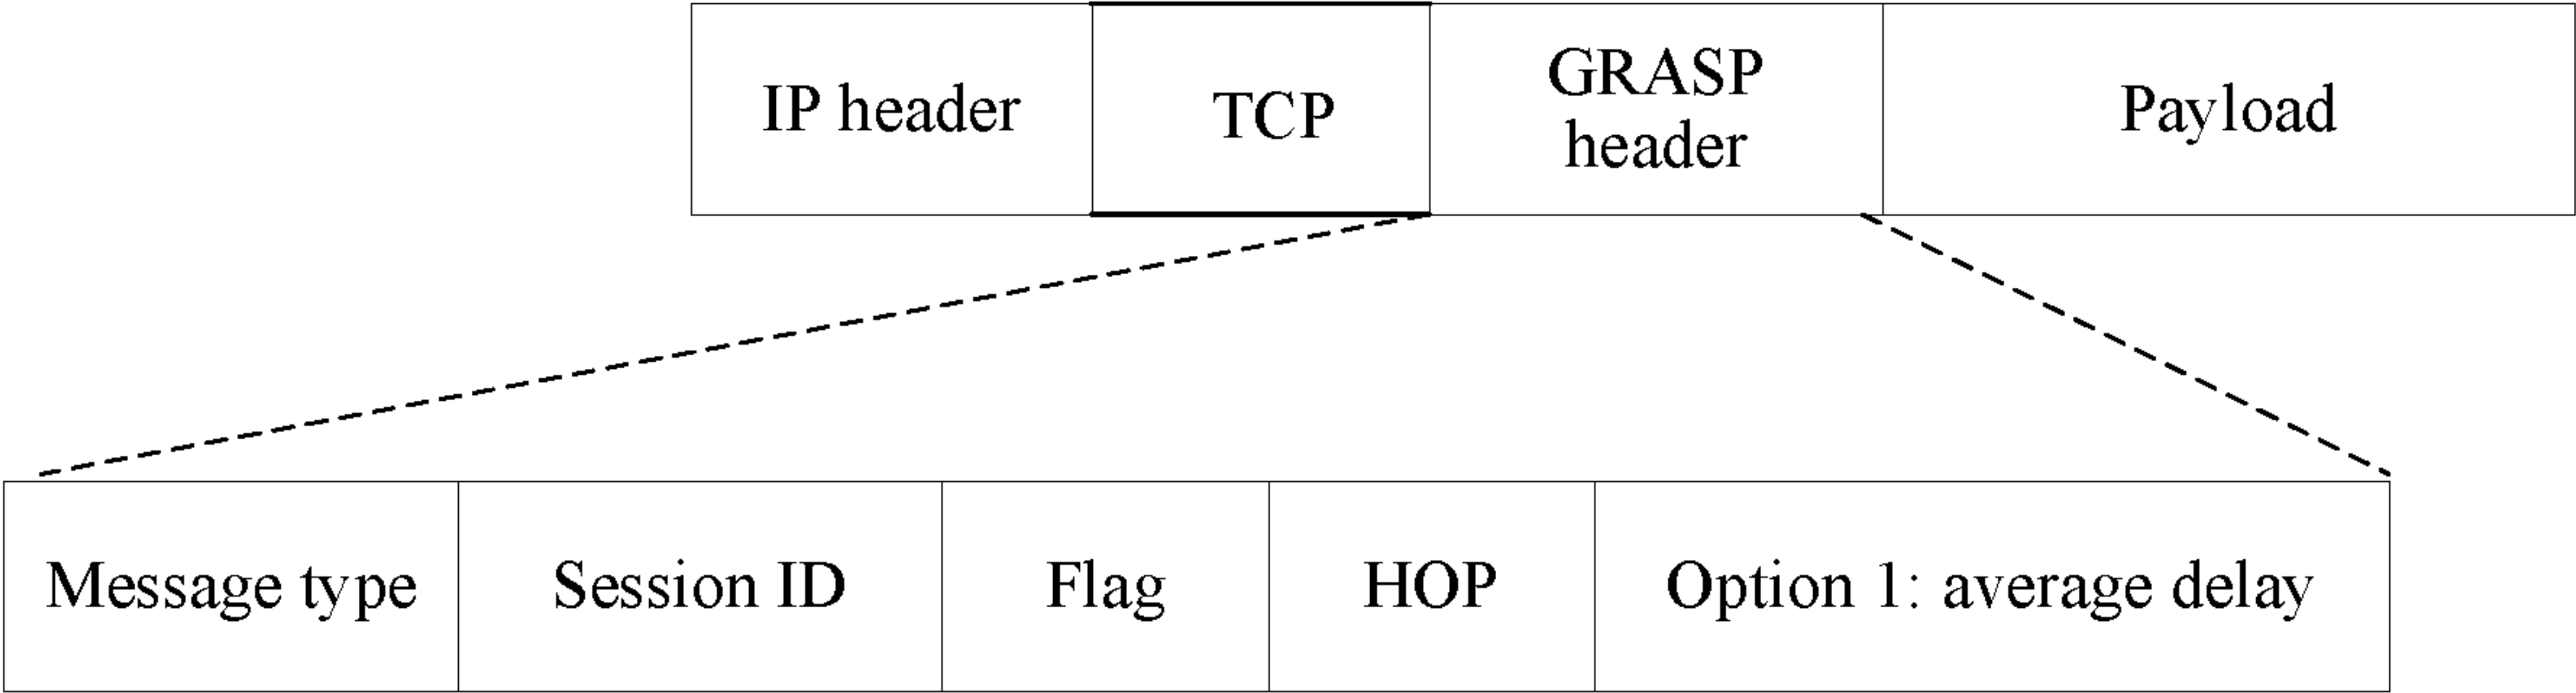 IP header
TCP
GRASP
header
Payload
Message type
Session ID
Flag
HOP
Option 1: average delay